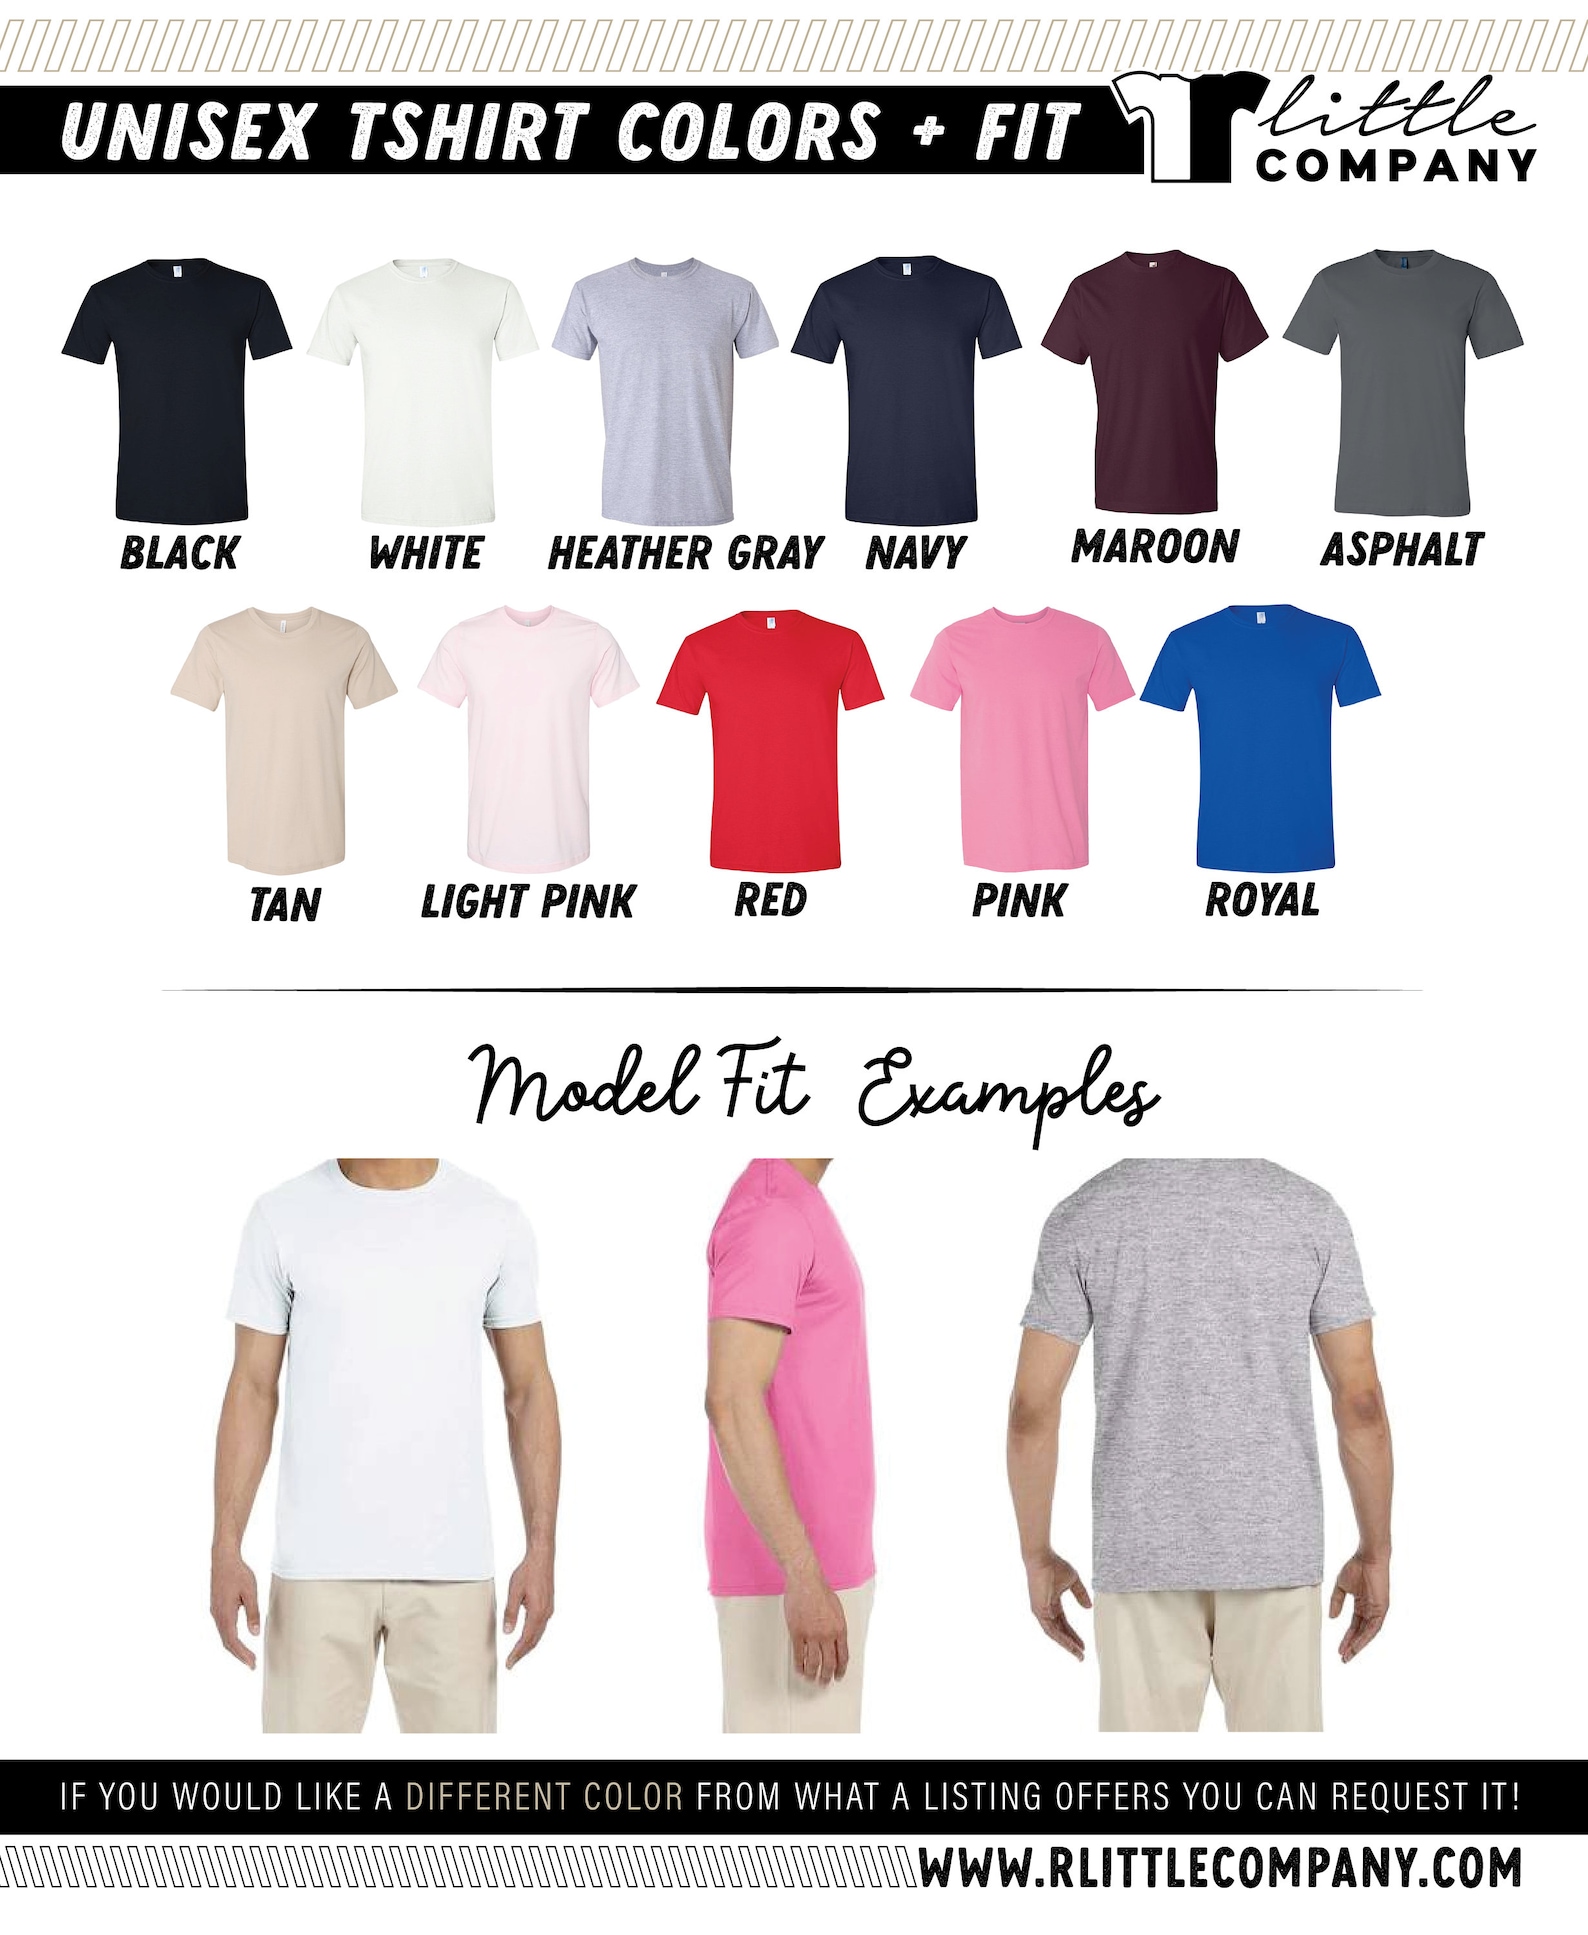 UNISEX TSHIRT COLORS + FIT
little
COMPANY
BLACK
WHITE
HEATHER GRAY
NAVY
MAROON
ASPHALT
TAN
LIGHT PINK
RED
PINK
ROYAL
Model Fit Examples
IF YOU WOULD LIKE A DIFFERENT COLOR FROM WHAT A LISTING OFFERS YOU CAN REQUEST IT!
WWW.RLITTLECOMPANY.COM